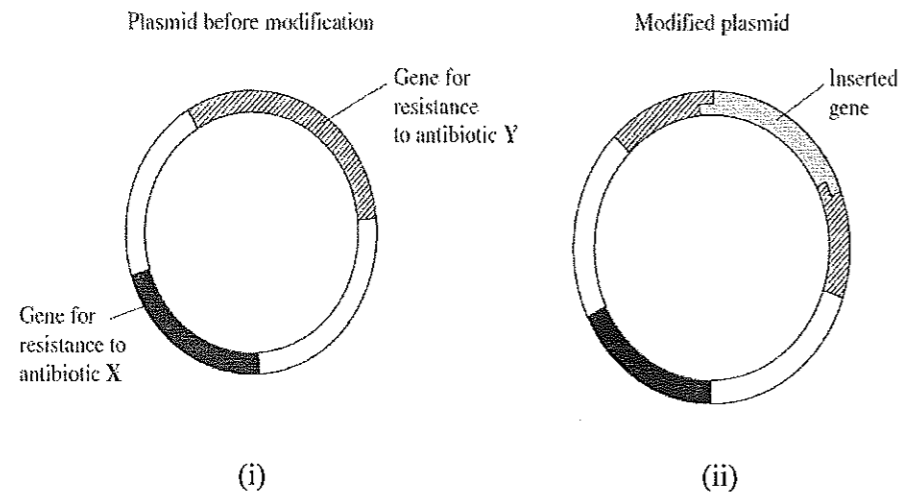 Plasmid before modification
Modified plasmid
Gene for
resistance
to antibiotic Y
Inserted
gene
Gene for
resistance to
antibiotic X
(i)
(ii)